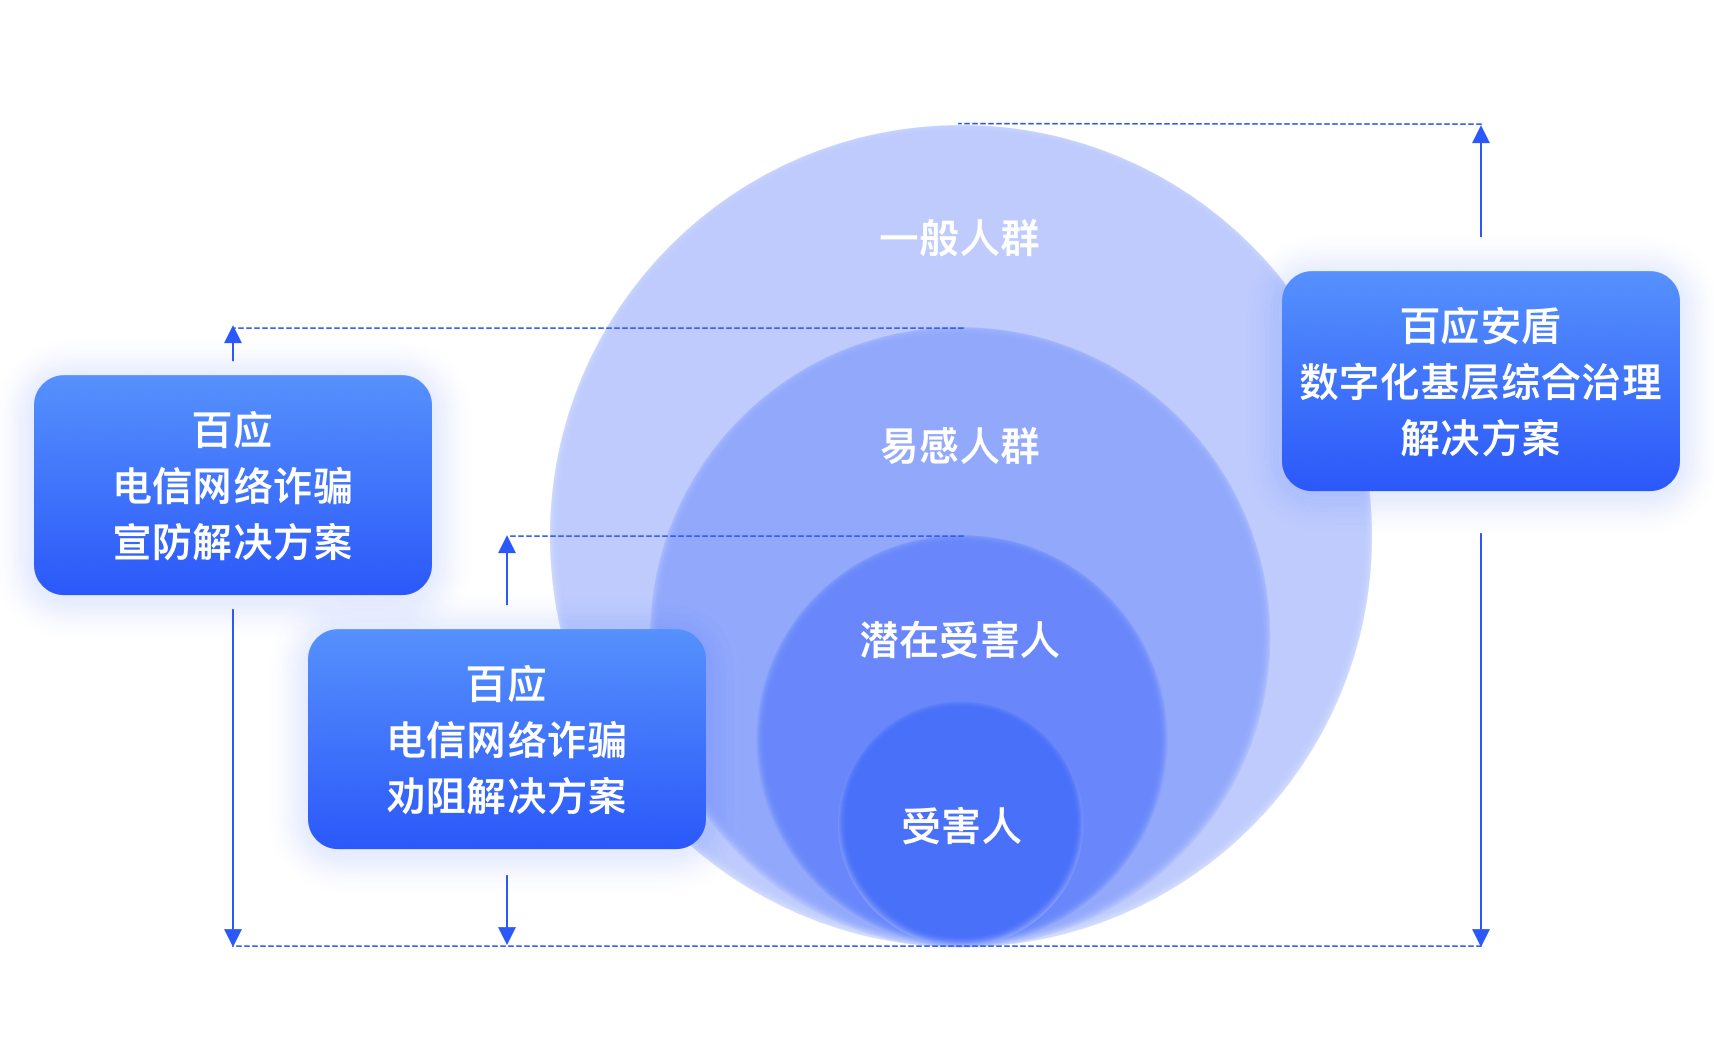 一般人群
百应安盾
数字化基层综合治理
解决方案
百应
电信网络诈骗
宣防解决方案
易感人群
百应
电信网络诈骗
劝阻解决方案
潜在受害人
受害人